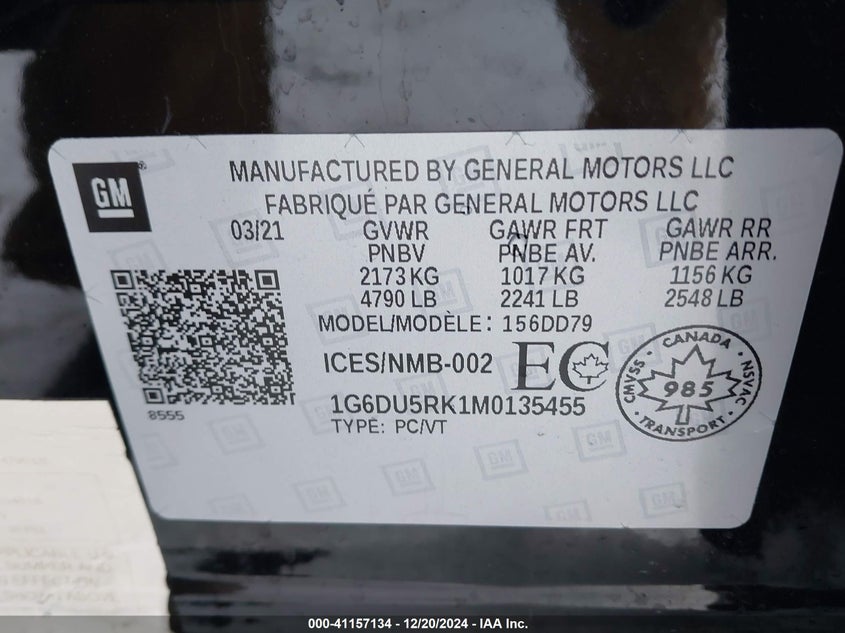 GM
MANUFACTURED BY GENERAL MOTORS LLC
FABRIQUÉ PAR GENERAL MOTORS LLC
03/21 GVWR GAWR FRT GAWR RR
PNBV PNBE AV. PNBE ARR.
2173 KG 1017 KG 1156 KG
4790 LB 2241 LB 2548 LB
MODEL/MODÈLE: 156DD79
ICES/NMB-002 EC
CANADA
CMVSS 985 NSVAC
TRANSPORT
8555
1G6DU5RK1M0135455
TYPE: PC/VT
000-41157134 - 12/20/2024 - IAA Inc.